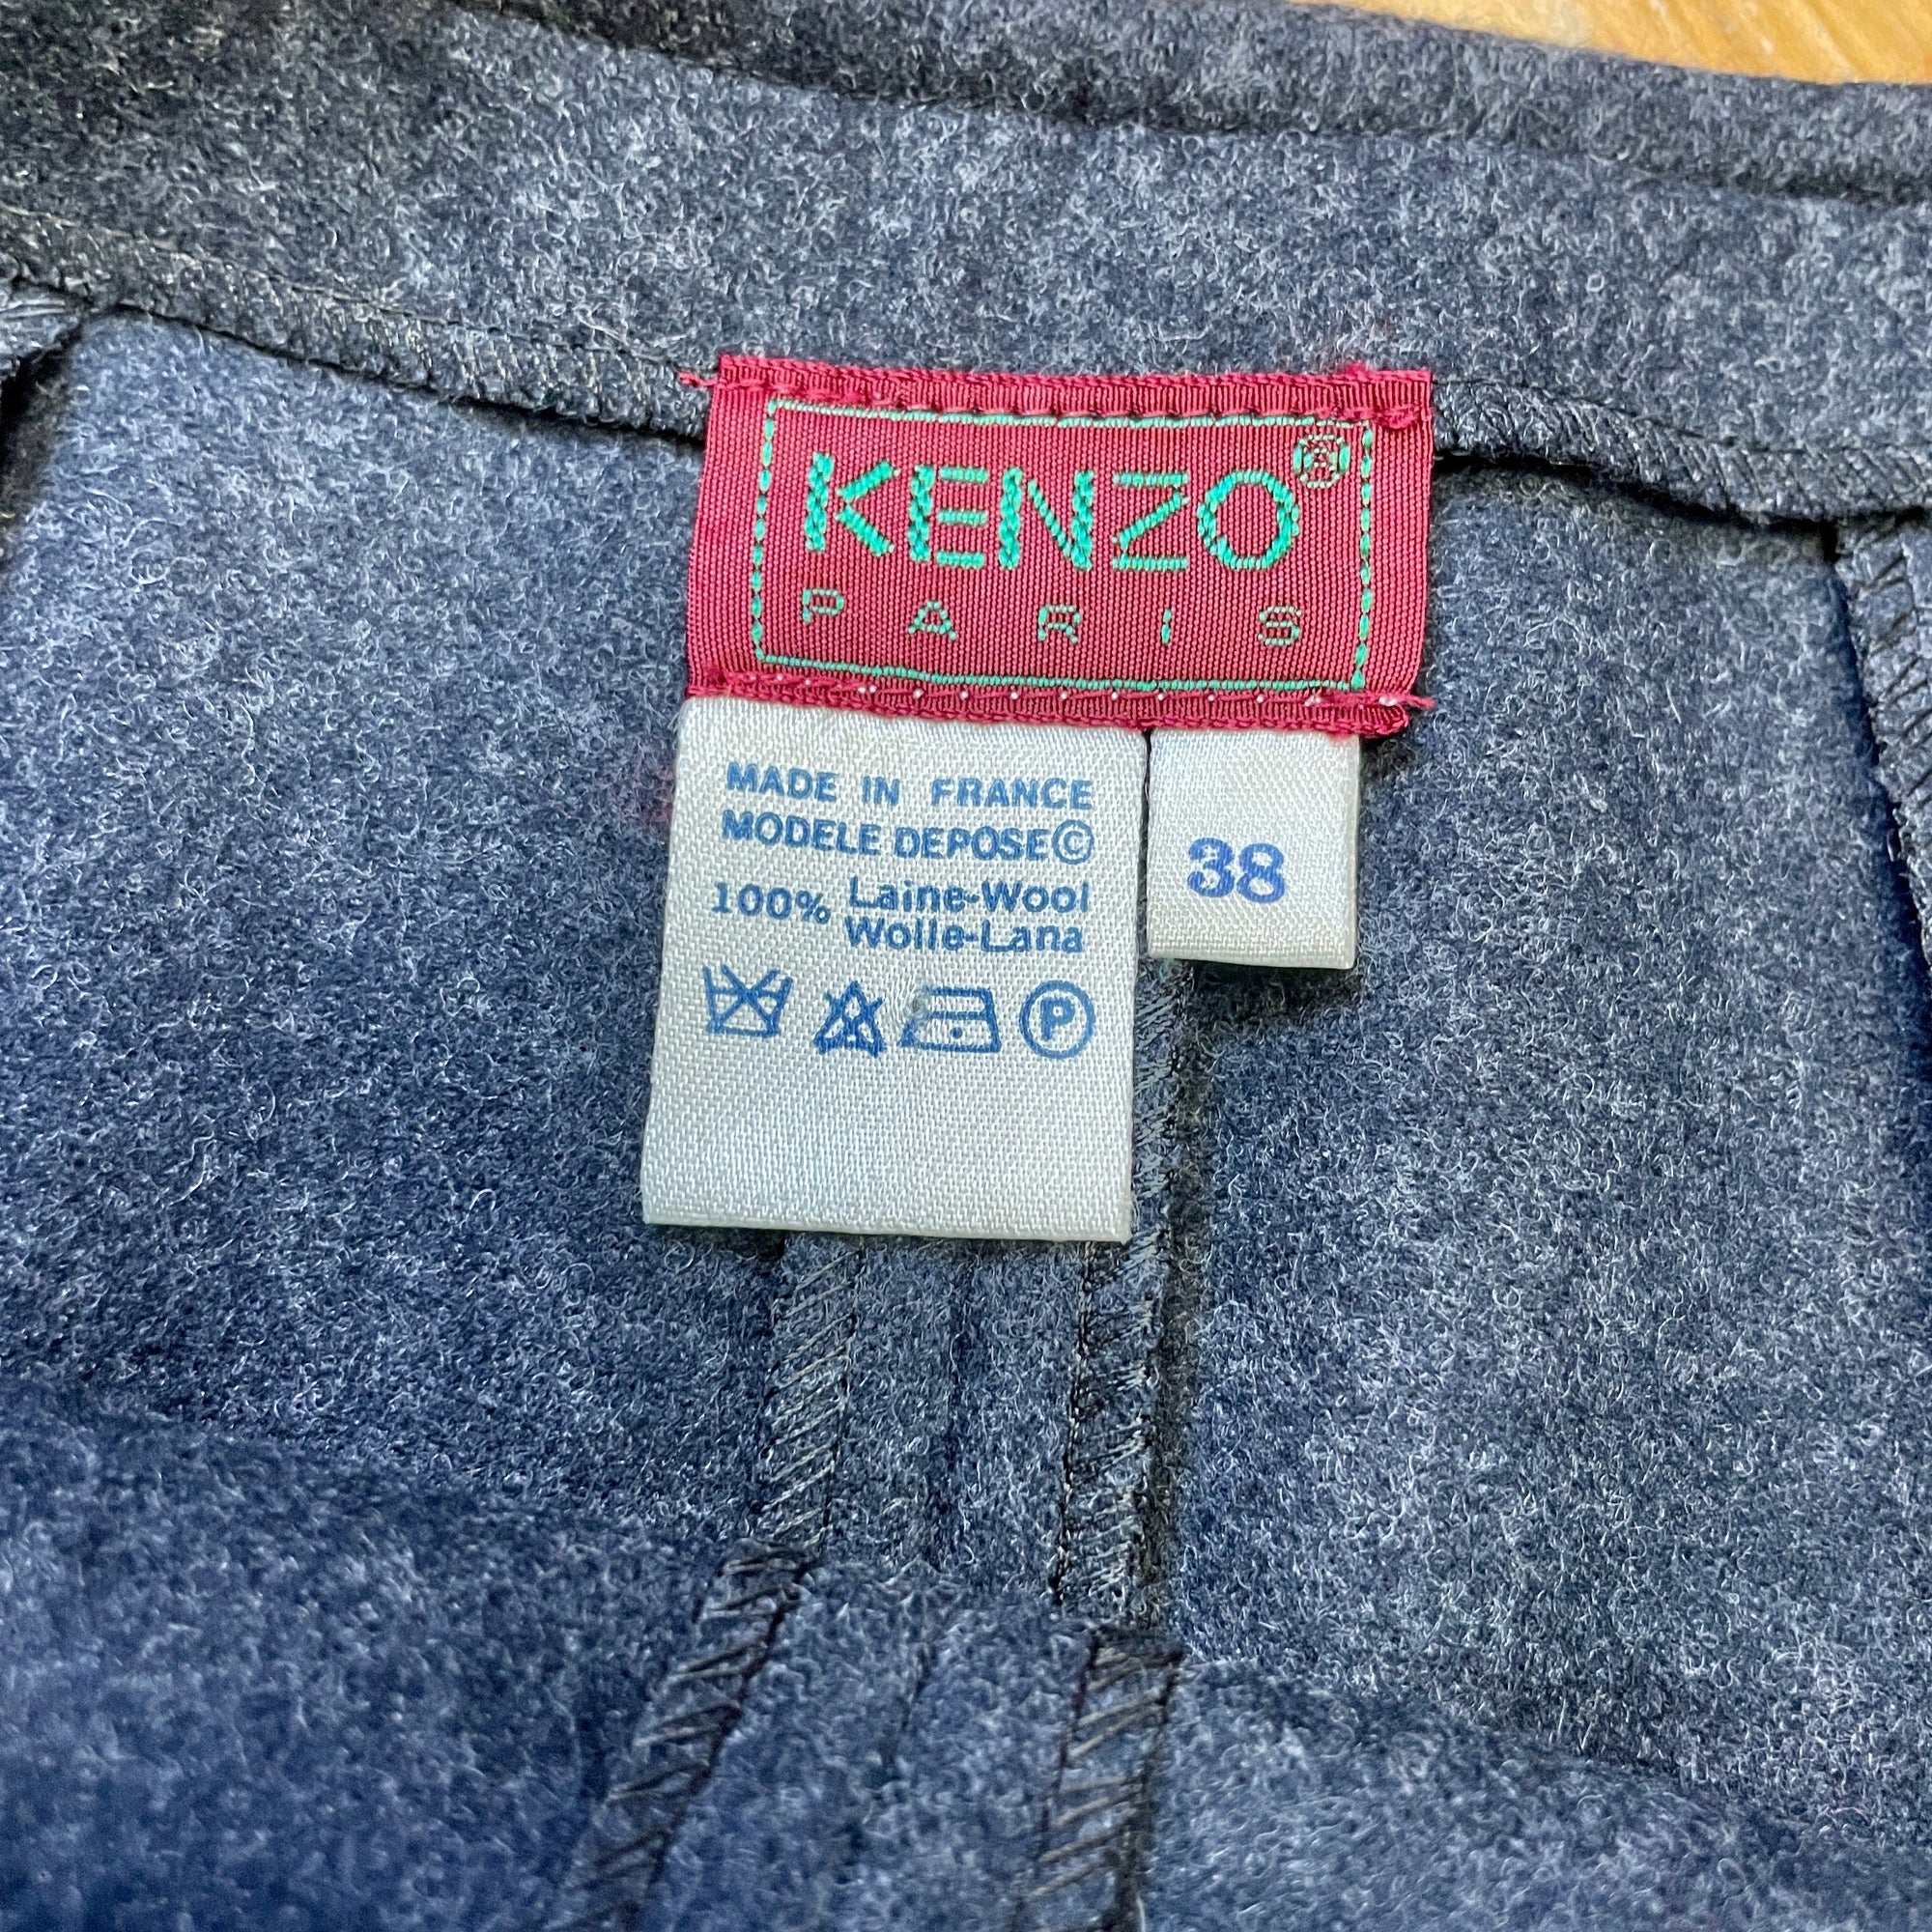 KENZO®
PARIS
MADE IN FRANCE
MODELE DEPOSE©
100% Laine-Wool
Wolle-Lana
P
38